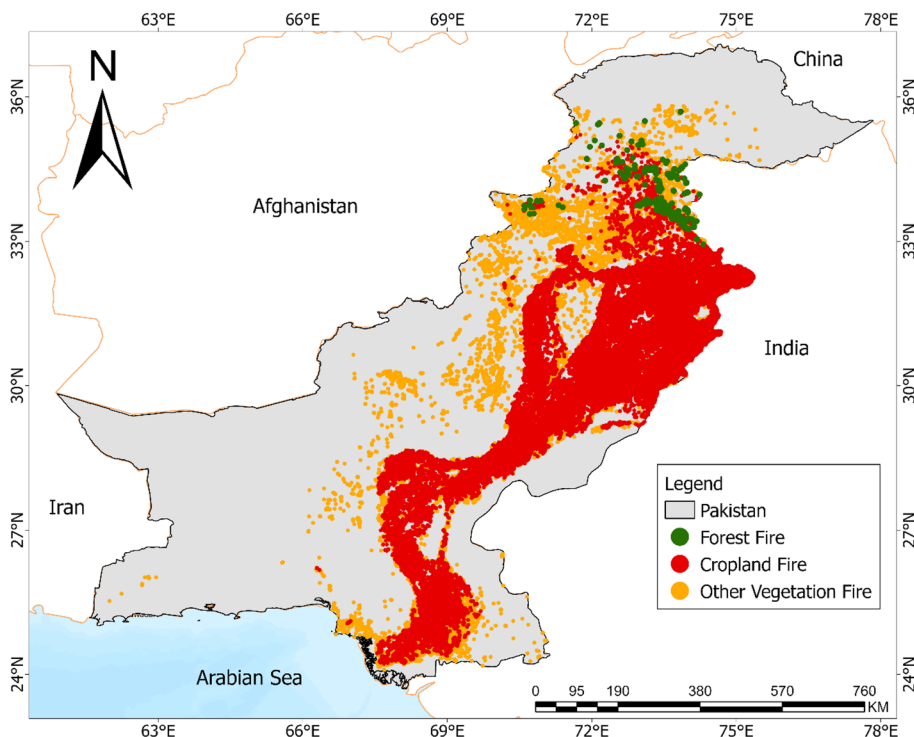 63°E 66°E 69°E 72°E 75°E 78°E
N
China
36°N 36°N
Afghanistan
33°N 33°N
India
30°N 30°N
Legend
Iran
Pakistan
27°N 27°N
Forest Fire
Cropland Fire
Other Vegetation Fire
24°N 24°N
Arabian Sea
0 95 190 380 570 760
KM
63°E 66°E 69°E 72°E 75°E 78°E